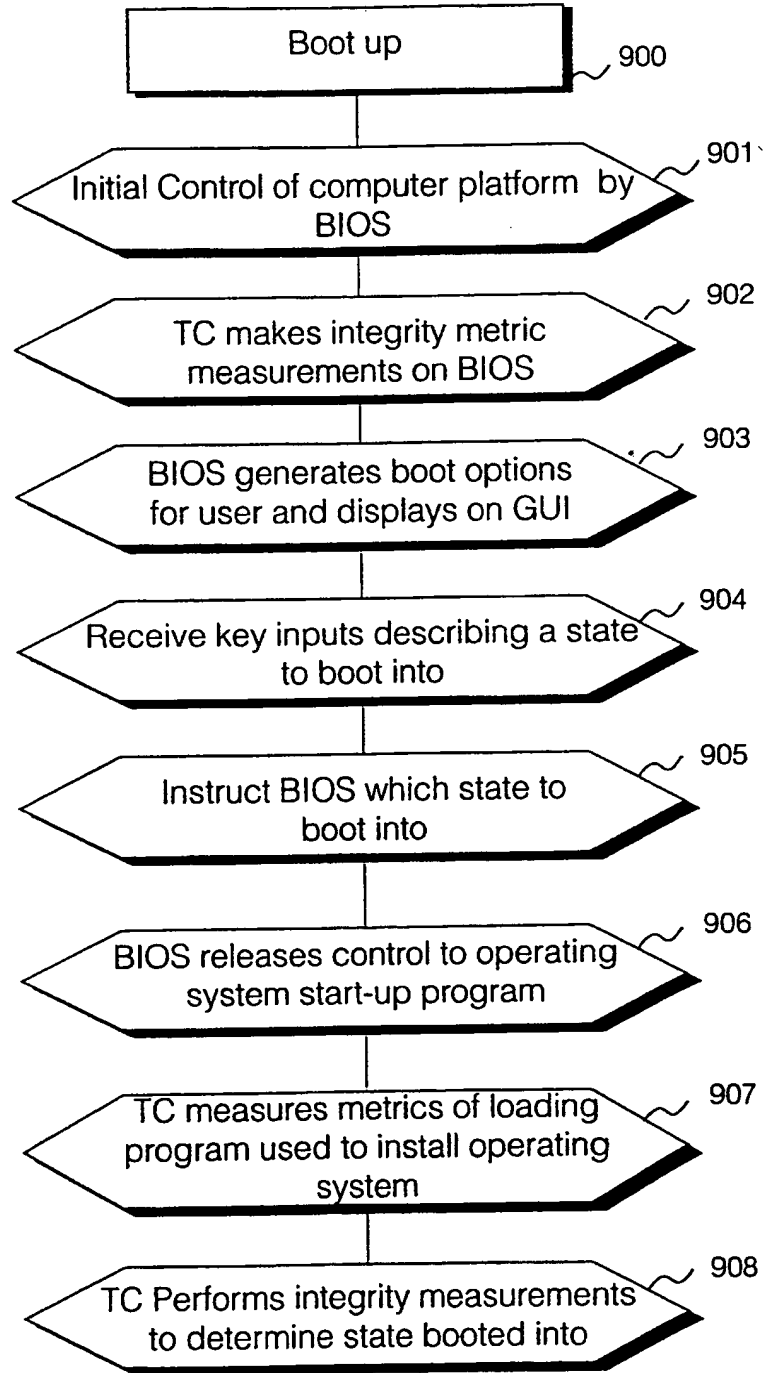 Boot up
900
Initial Control of computer platform by
BIOS
901
TC makes integrity metric
measurements on BIOS
902
BIOS generates boot options
for user and displays on GUI
903
Receive key inputs describing a state
to boot into
904
Instruct BIOS which state to
boot into
905
BIOS releases control to operating
system start-up program
906
TC measures metrics of loading
program used to install operating
system
907
TC Performs integrity measurements
to determine state booted into
908